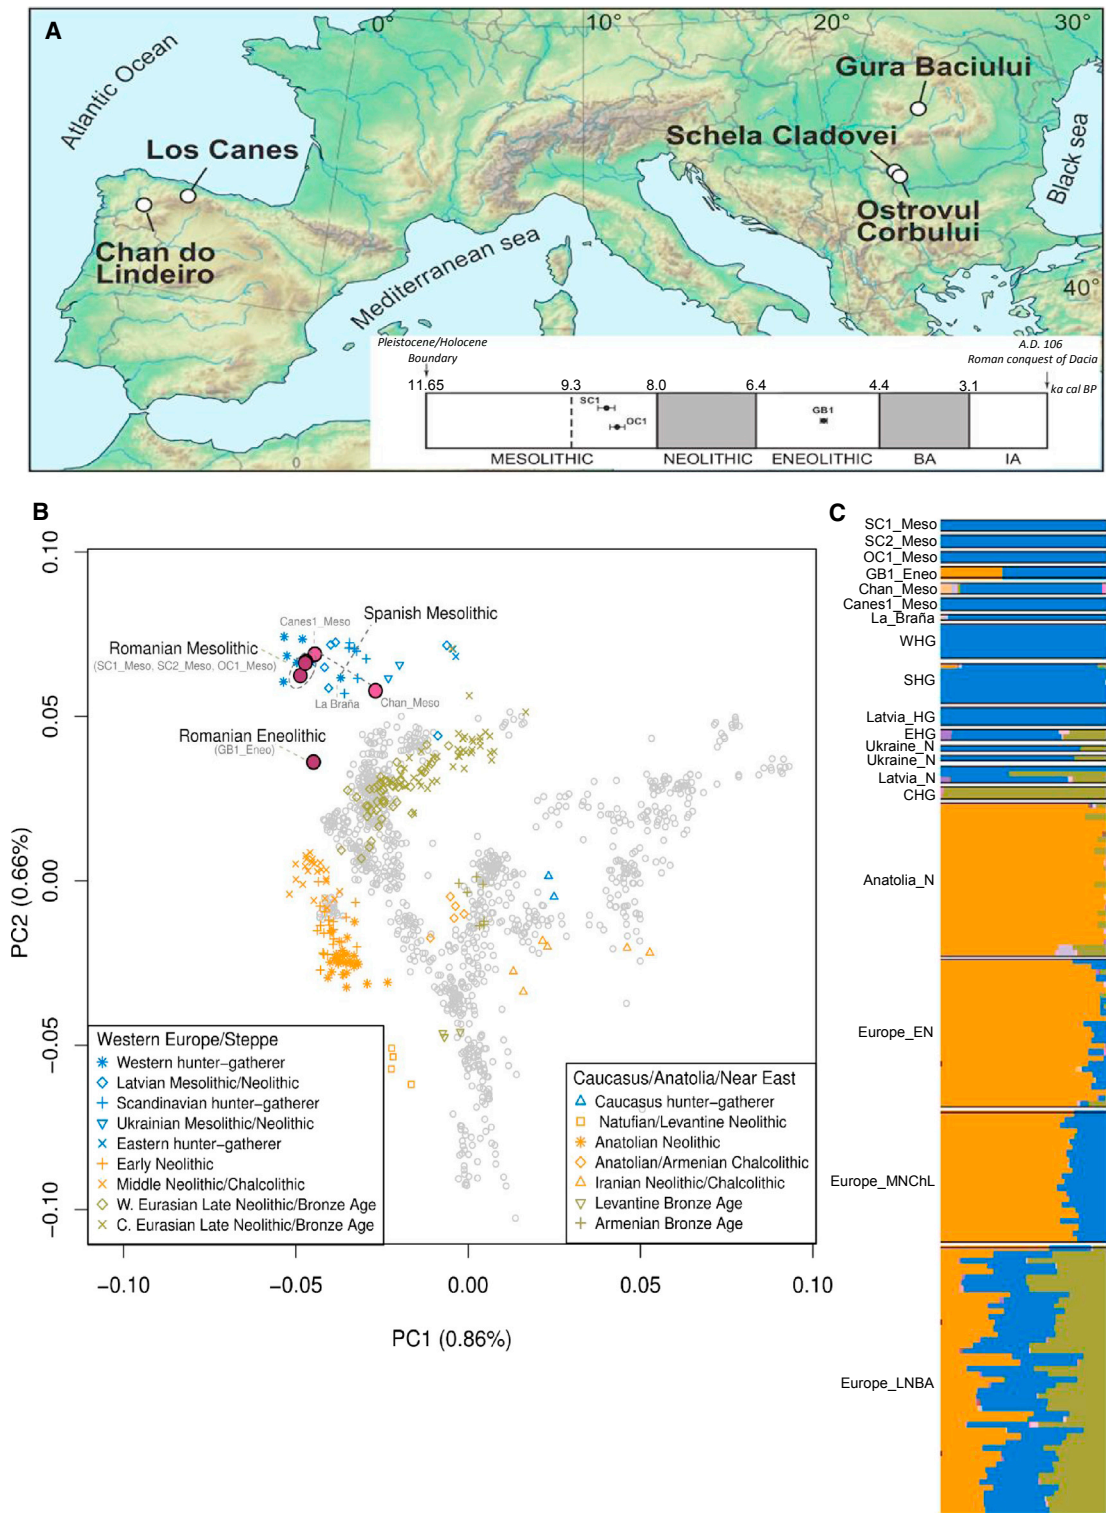 A
0°
10°
20°
30°
Atlantic Ocean
Gura Baciului
Los Canes
Schela Cladovei
Black sea
Chan do
Lindeiro
Ostrovul
Corbului
Mediterranean sea
40°
0
Pleistocene/Holocene
Boundary
A.D. 106
Roman conquest of Dacia
11.65
9.3
8.0
6.4
4.4
3.1
ka cal BP
SC1
OC1
GB1
MESOLITHIC
NEOLITHIC
ENEOLITHIC
BA
IA
B
0.10
0.05
0.00
−0.05
−0.10
PC2 (0.66%)
Canes1_Meso
Spanish Mesolithic
Romanian Mesolithic
(SC1_Meso, SC2_Meso, OC1_Meso)
La Braña
Chan_Meso
Romanian Eneolithic
(GB1_Eneo)
Western Europe/Steppe
Western hunter−gatherer
Latvian Mesolithic/Neolithic
Scandinavian hunter−gatherer
Ukrainian Mesolithic/Neolithic
Eastern hunter−gatherer
Early Neolithic
Middle Neolithic/Chalcolithic
W. Eurasian Late Neolithic/Bronze Age
C. Eurasian Late Neolithic/Bronze Age
Caucasus/Anatolia/Near East
Caucasus hunter−gatherer
Natufian/Levantine Neolithic
Anatolian Neolithic
Anatolian/Armenian Chalcolithic
Iranian Neolithic/Chalcolithic
Levantine Bronze Age
Armenian Bronze Age
−0.10
−0.05
0.00
0.05
0.10
PC1 (0.86%)
C
SC1_Meso
SC2_Meso
OC1_Meso
GB1_Eneo
Chan_Meso
Canes1_Meso
La_Braña
WHG
SHG
Latvia_HG
EHG
Ukraine_N
Ukraine_N
Latvia_N
CHG
Anatolia_N
Europe_EN
Europe_MNChL
Europe_LNBA